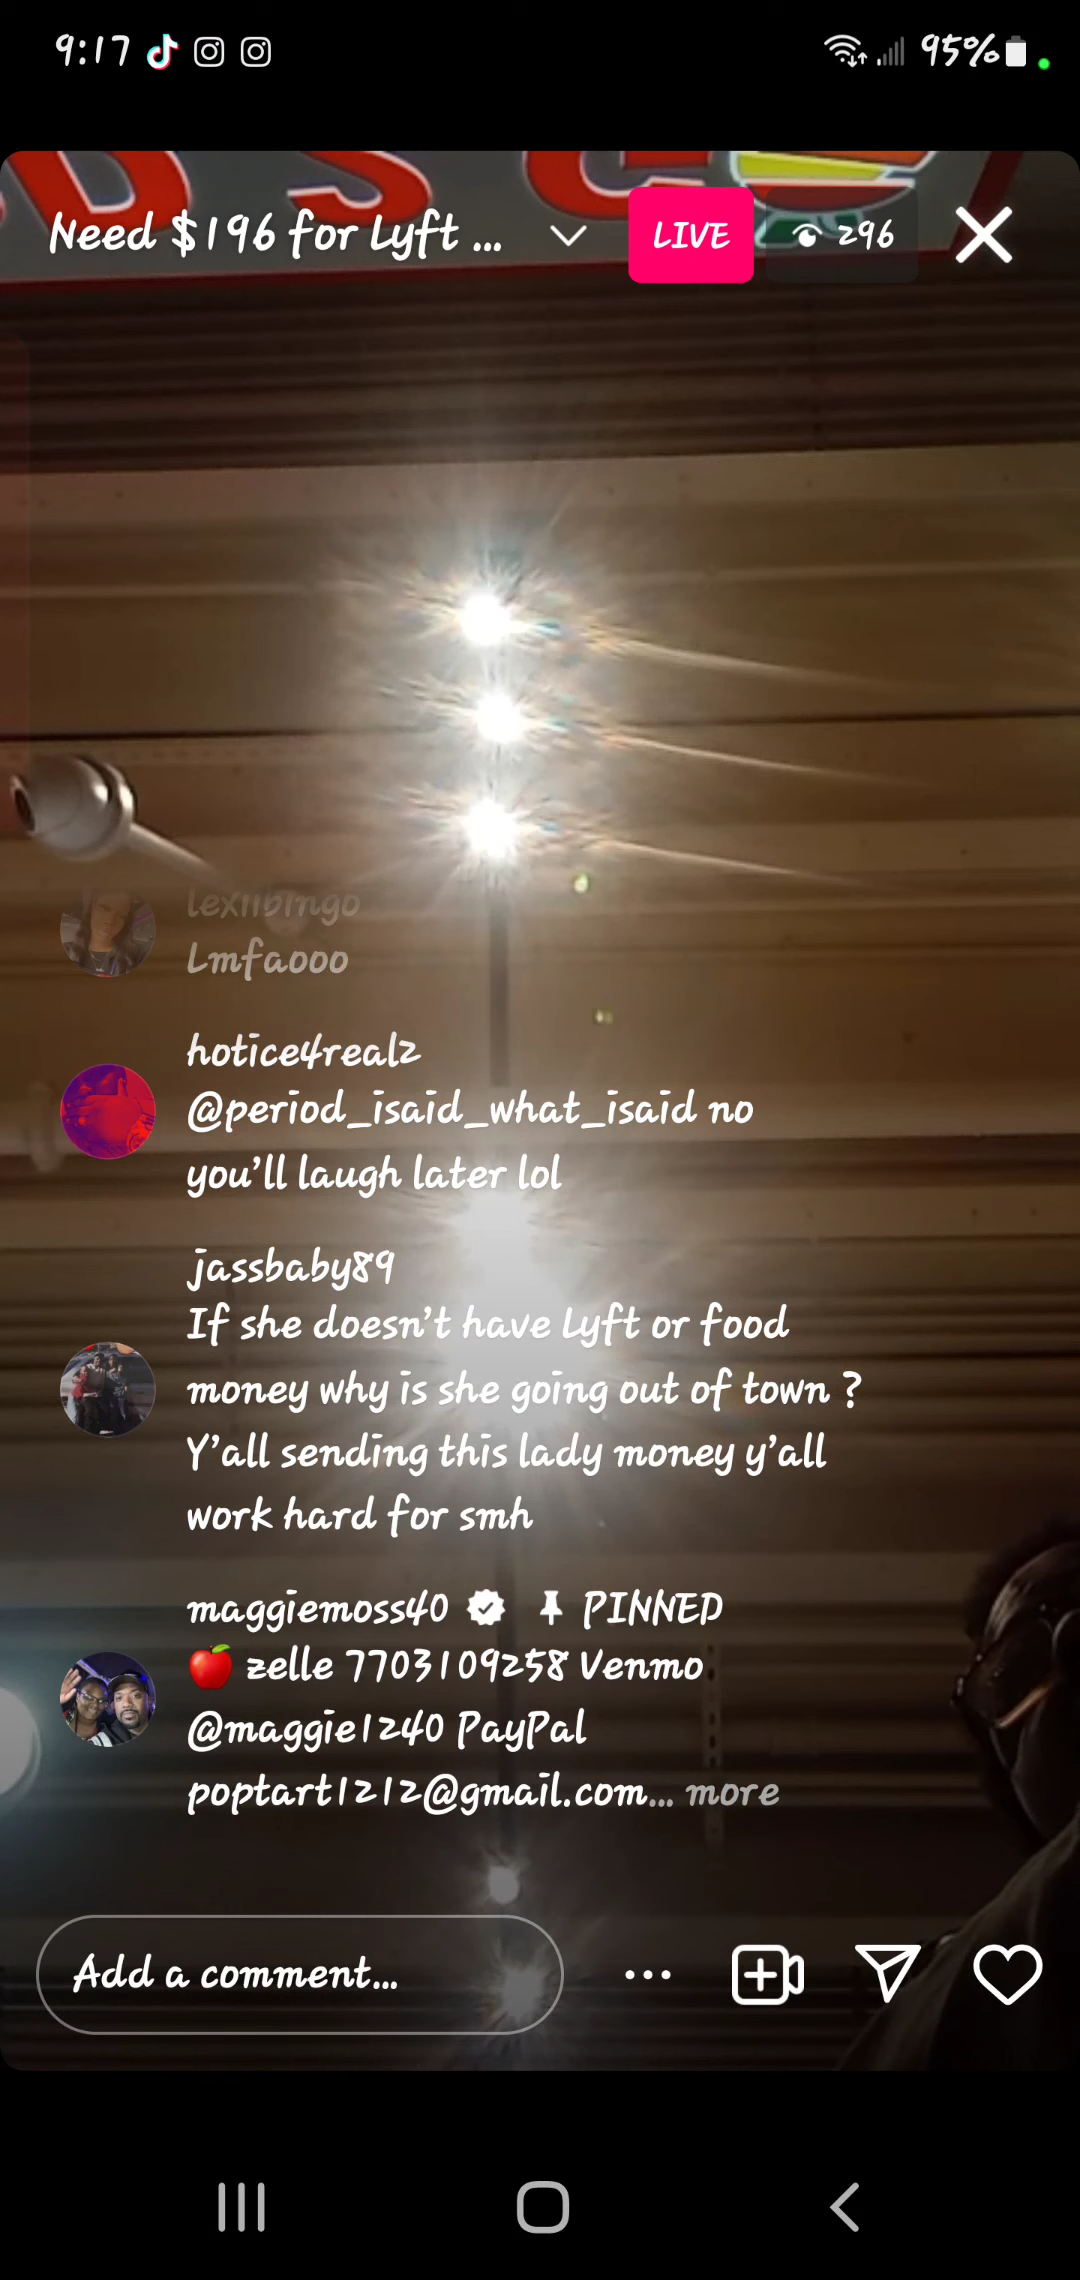 9:17
95%
Need $196 for Lyft ...
LIVE
296
lexiibingo
Lmfaooo
hotice4realz
@period_isaid_what_isaid no
you'll laugh later lol
jassbaby89
If she doesn't have Lyft or food
money why is she going out of town ?
Y'all sending this lady money y'all
work hard for smh
maggiemoss40 PINNED
🍎 zelle 7703109258 Venmo
@maggie1240 PayPal
poptart1212@gmail.com... more
Add a comment...